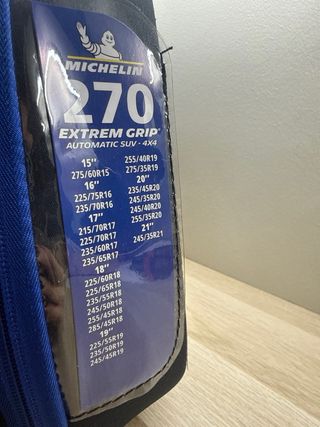 MICHELIN
270
EXTREM GRIP®
AUTOMATIC SUV - 4X4
15"
275/60R15
16"
225/75R16
235/70R16
17"
215/70R17
225/70R17
235/60R17
235/65R17
18"
225/60R18
225/65R18
235/55R18
245/50R18
255/45R18
285/45R18
19"
225/55R19
235/50R19
245/45R19
255/40R19
275/35R19
20"
235/45R20
245/35R20
245/40R20
255/35R20
21"
245/35R21